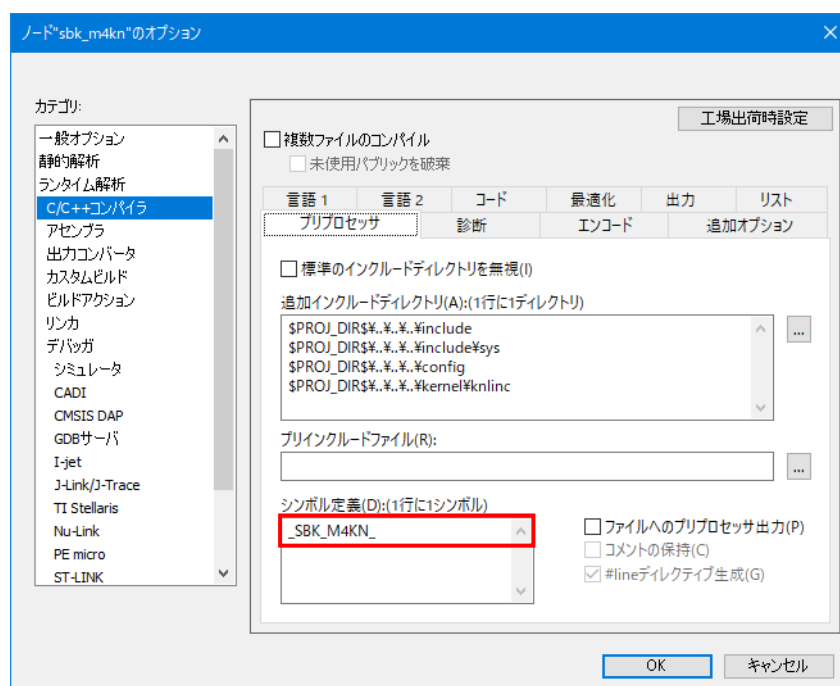 ノード"sbk_m4kn"のオプション
カテゴリ:
一般オプション
静的解析
ランタイム解析
C/C++コンパイラ
アセンブラ
出力コンバータ
カスタムビルド
ビルドアクション
リンカ
デバッガ
シミュレータ
CADI
CMSIS DAP
GDBサーバ
I-jet
J-Link/J-Trace
TI Stellaris
Nu-Link
PE micro
ST-LINK
工場出荷時設定
複数ファイルのコンパイル
未使用パブリックを破棄
言語 1 言語 2 コード 最適化 出力 リスト
プリプロセッサ 診断 エンコード 追加オプション
標準のインクルードディレクトリを無視(I)
追加インクルードディレクトリ(A):(1行に1ディレクトリ)
$PROJ_DIR$¥..¥..¥..¥include
$PROJ_DIR$¥..¥..¥..¥include¥sys
$PROJ_DIR$¥..¥..¥..¥config
$PROJ_DIR$¥..¥..¥..¥kernel¥knlinc
...
プリインクルードファイル(R):
...
シンボル定義(D):(1行に1シンボル)
_SBK_M4KN_
ファイルへのプリプロセッサ出力(P)
コメントの保持(C)
#lineディレクティブ生成(G)
OK キャンセル